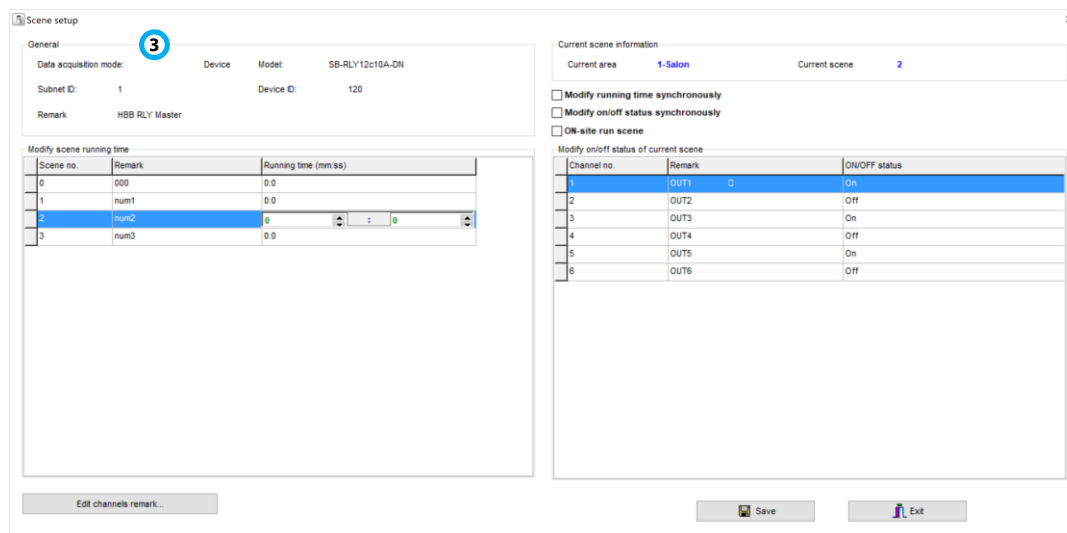 Scene setup
General
3
Data acquisition mode: Device Model: SB-RLY12c10A-DN
Subnet ID: 1 Device ID: 120
Remark HBB RLY Master
Current scene information
Current area 1-Salon Current scene 2
Modify running time synchronously
Modify on/off status synchronously
ON-site run scene
Modify scene running time
Scene no. Remark Running time (mm:ss)
0 000 0:0
1 num1 0:0
2 num2 0 : 0
3 num3 0:0
Modify on/off status of current scene
Channel no. Remark ON/OFF status
1 OUT1 On
2 OUT2 Off
3 OUT3 On
4 OUT4 Off
5 OUT5 On
6 OUT6 Off
Edit channels remark...
Save
Exit